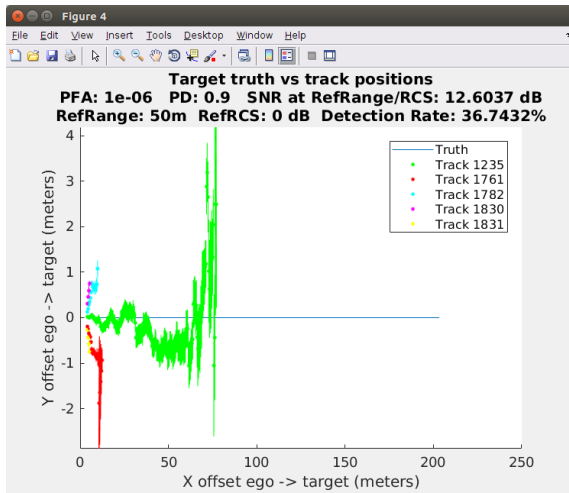 Figure 4
File Edit View Insert Tools Desktop Window Help
Target truth vs track positions
PFA: 1e-06 PD: 0.9 SNR at RefRange/RCS: 12.6037 dB
RefRange: 50m RefRCS: 0 dB Detection Rate: 36.7432%
Truth
Track 1235
Track 1761
Track 1782
Track 1830
Track 1831
Y offset ego -> target (meters)
4
3
2
1
0
-1
-2
0 50 100 150 200 250
X offset ego -> target (meters)